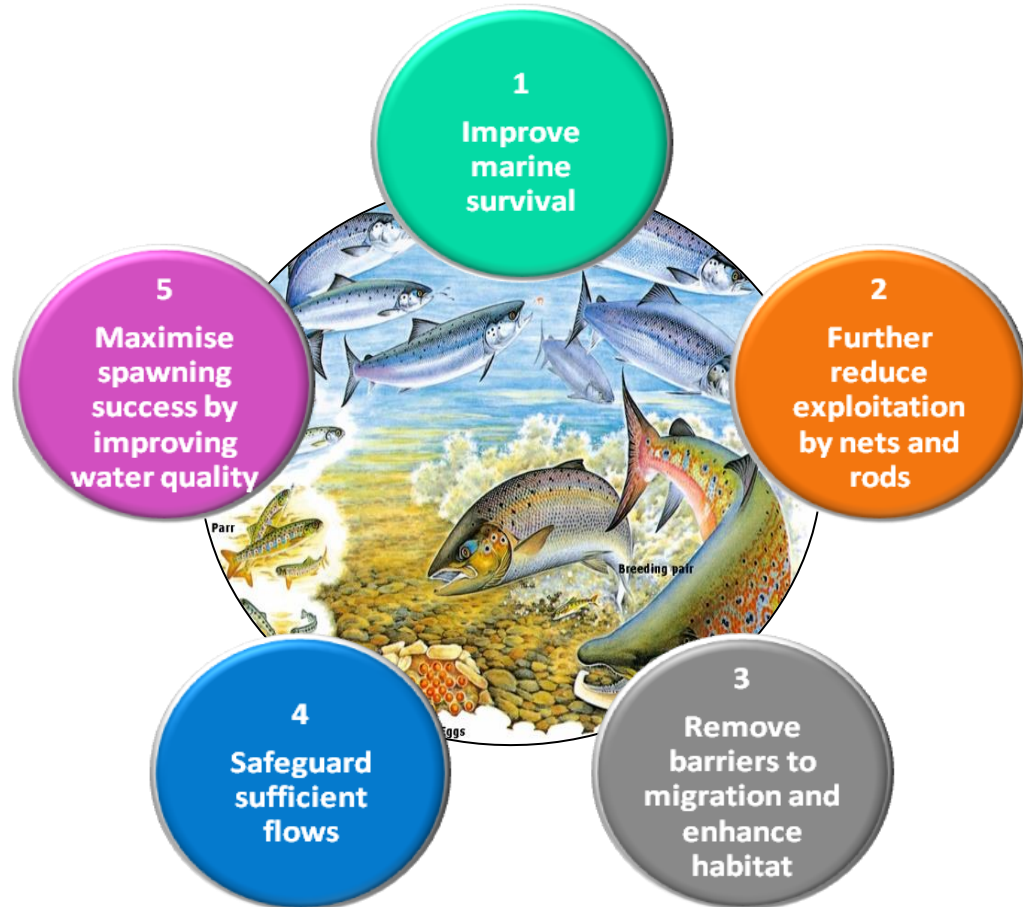 1
Improve
marine
survival
2
Further
reduce
exploitation
by nets and
rods
3
Remove
barriers to
migration and
enhance
habitat
4
Safeguard
sufficient
flows
5
Maximise
spawning
success by
improving
water quality
Parr
Breeding pair
Eggs